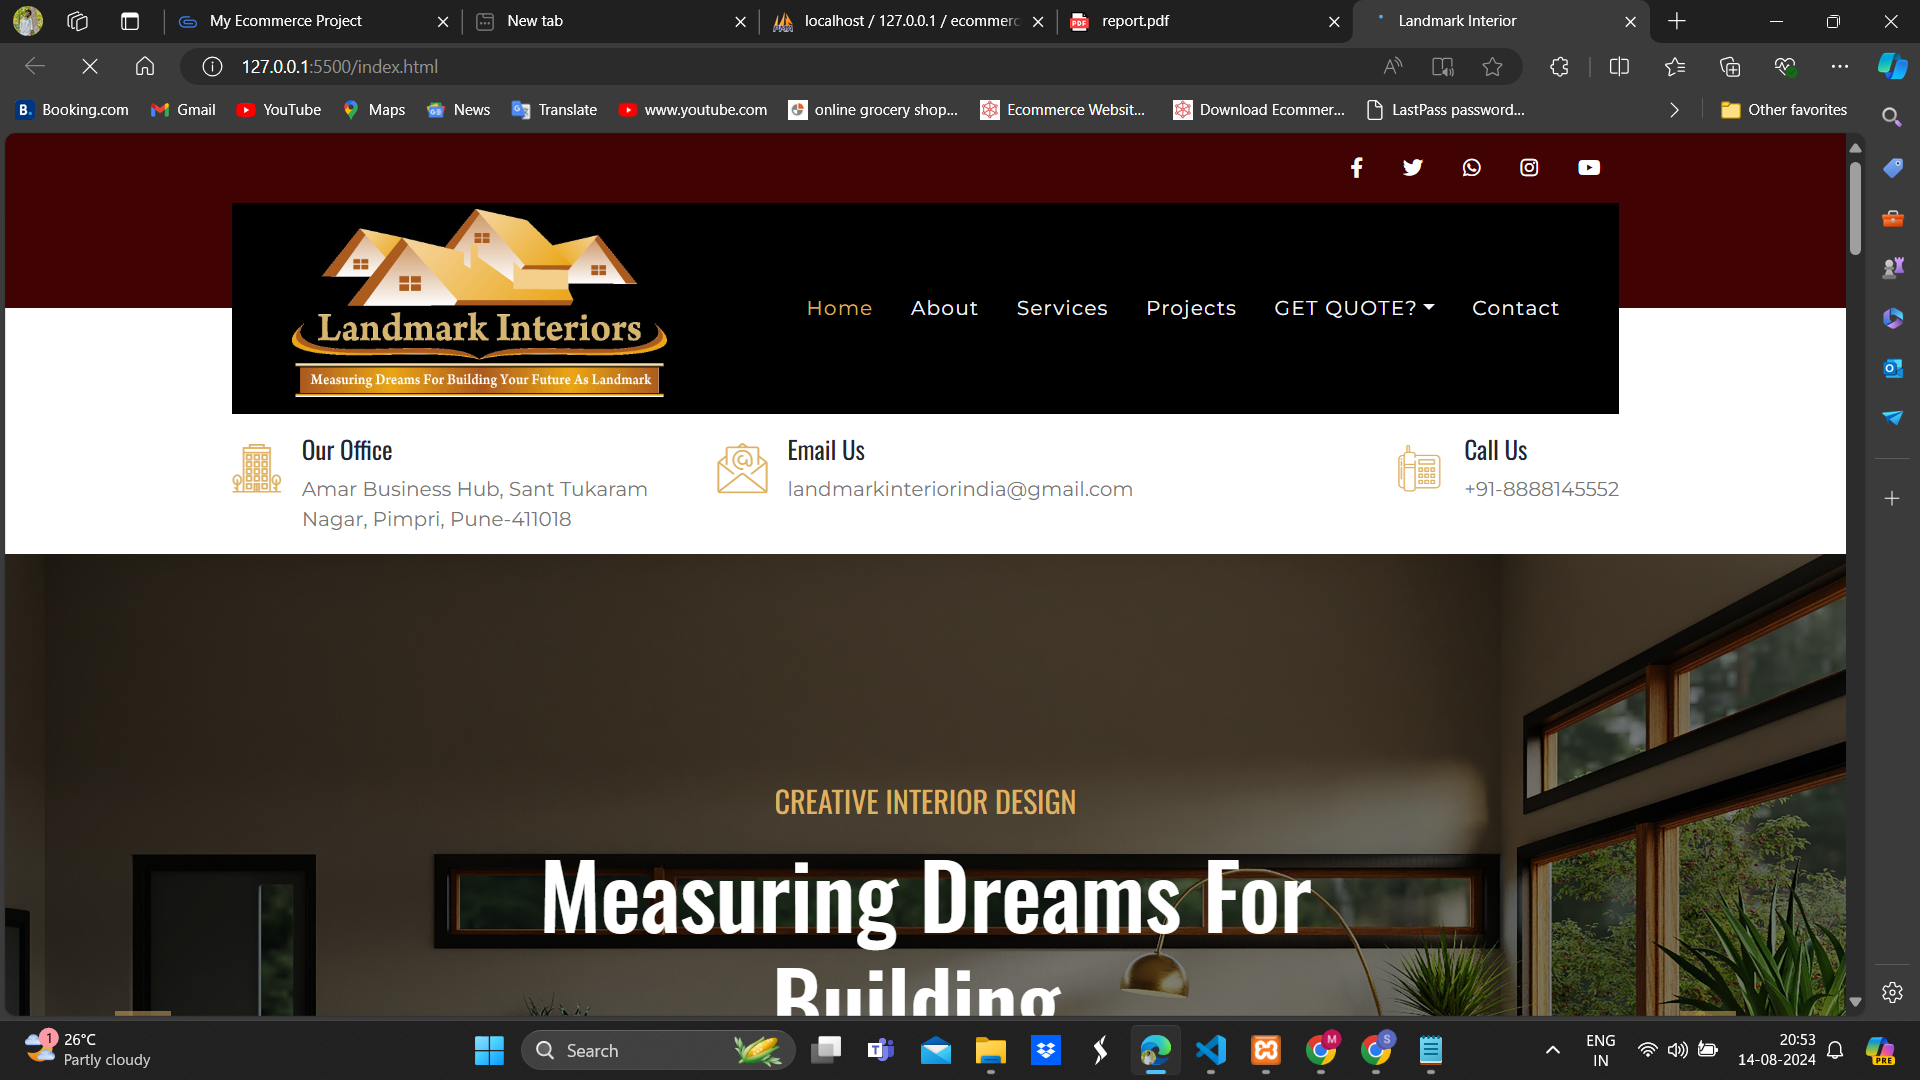 My Ecommerce Project
New tab
localhost / 127.0.0.1 / ecommerc
PDF
report.pdf
Landmark Interior
127.0.0.1:5500/index.html
B. Booking.com
Gmail
YouTube
Maps
News
Translate
www.youtube.com
online grocery shop...
Ecommerce Websit...
Download Ecommer...
LastPass password...
Other favorites
Landmark Interiors
Measuring Dreams For Building Your Future As Landmark
Home
About
Services
Projects
GET QUOTE?
Contact
Our Office
Amar Business Hub, Sant Tukaram
Nagar, Pimpri, Pune-411018
Email Us
landmarkinteriorindia@gmail.com
Call Us
+91-8888145552
CREATIVE INTERIOR DESIGN
Measuring Dreams For
Building
1
26°C
Partly cloudy
Search
M
S
ENG
IN
20:53
14-08-2024
PRE